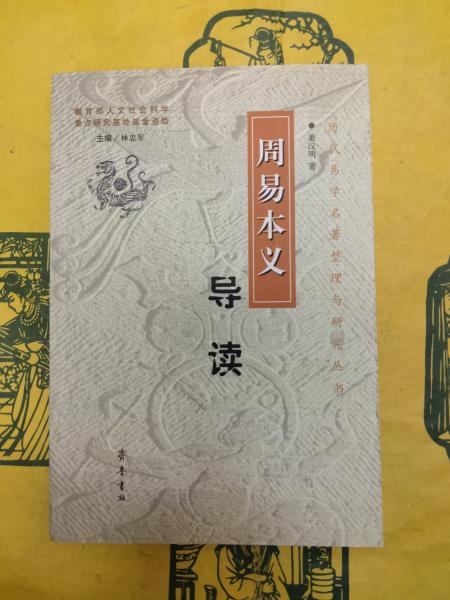 教育部人文社会科学
重点研究基地基金资助
主编/林忠军
周易本义
导读
●萧汉明 著
历代易学名著整理与研究丛书
齐鲁书社